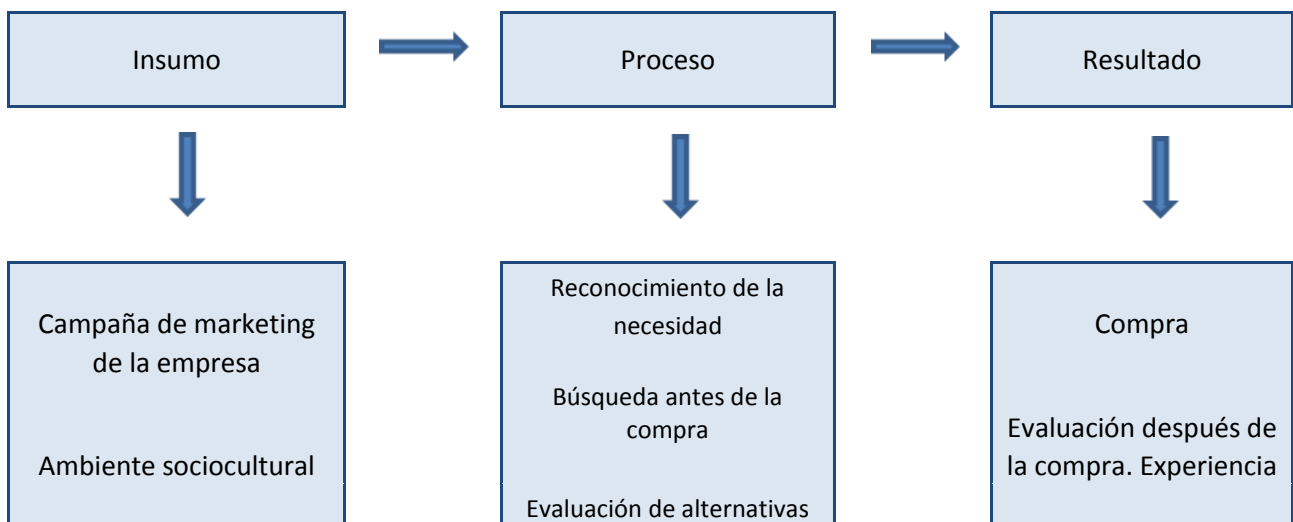 Insumo
Proceso
Resultado
Campaña de marketing
de la empresa
Ambiente sociocultural
Reconocimiento de la
necesidad
Búsqueda antes de la
compra
Evaluación de alternativas
Compra
Evaluación después de
la compra. Experiencia